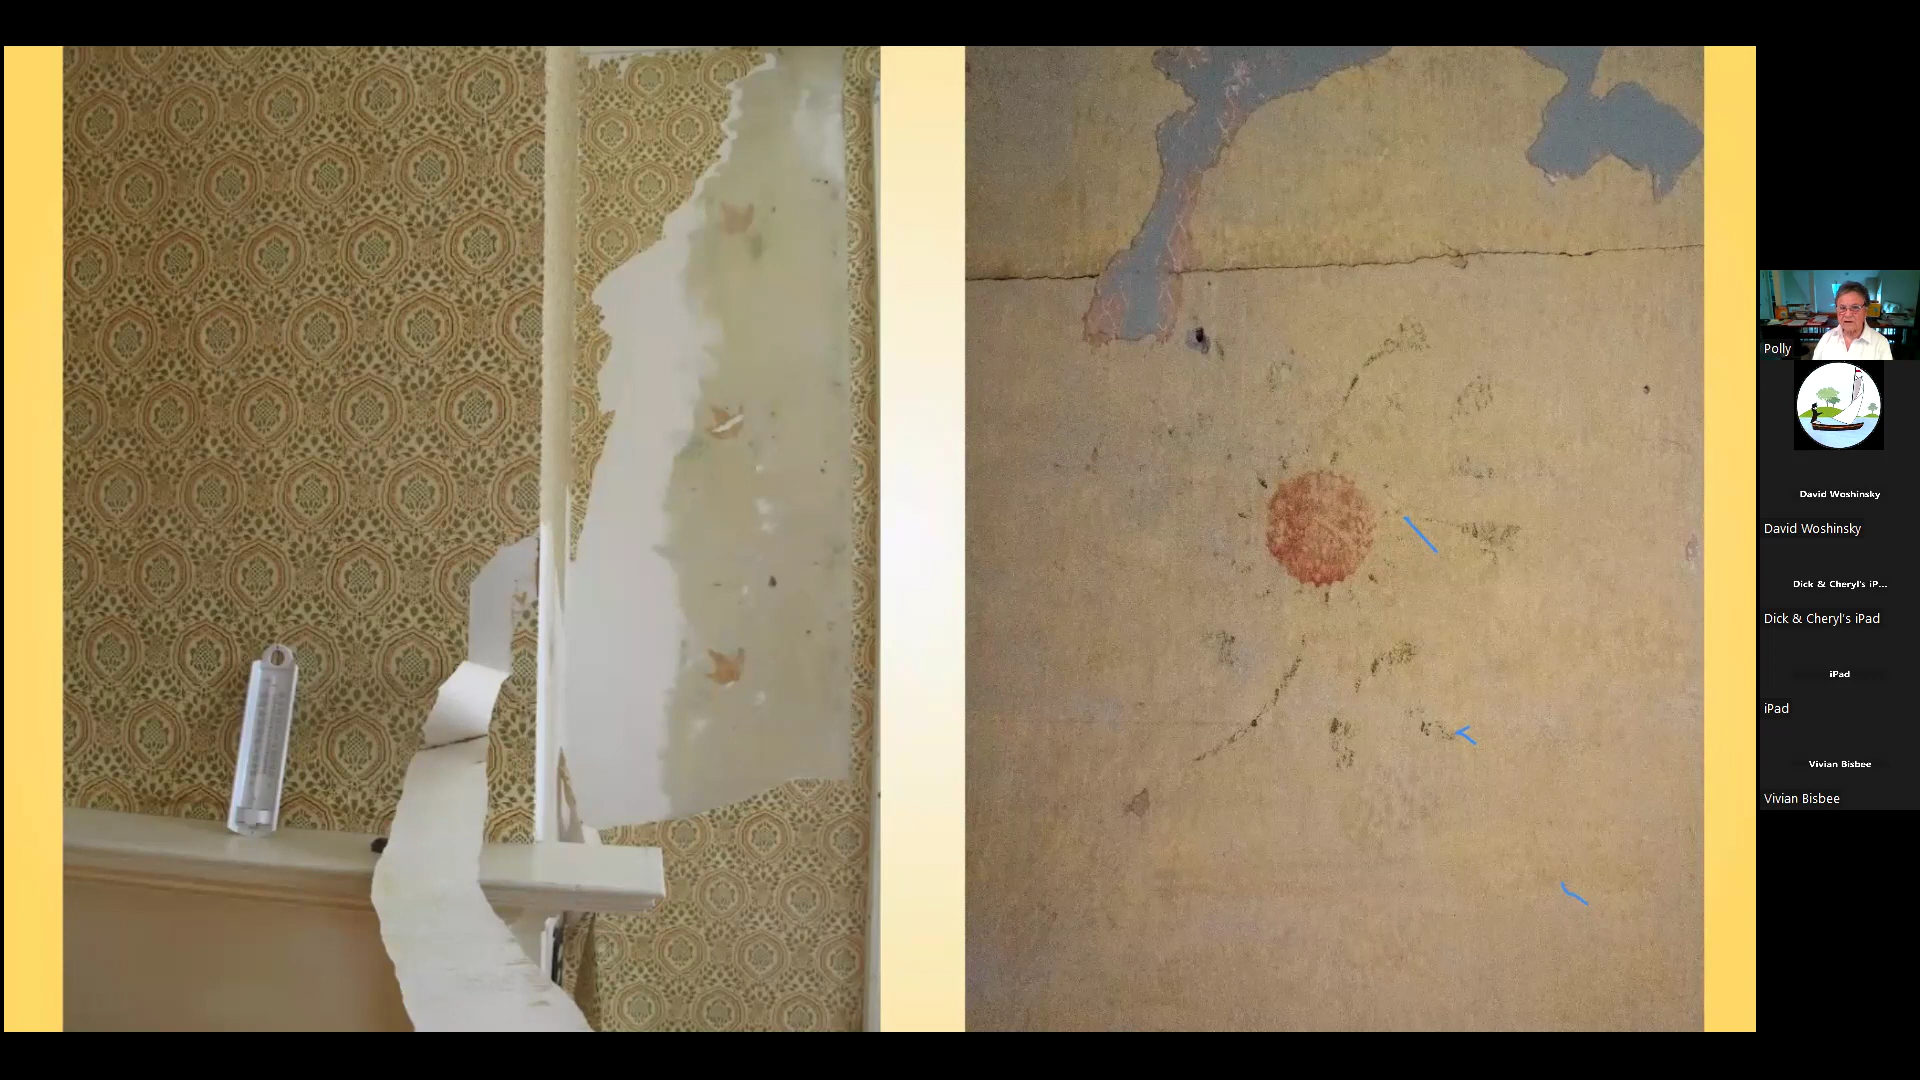 Polly
David Woshinsky
David Woshinsky
Dick & Cheryl's iP...
Dick & Cheryl's iPad
iPad
iPad
Vivian Bisbee
Vivian Bisbee